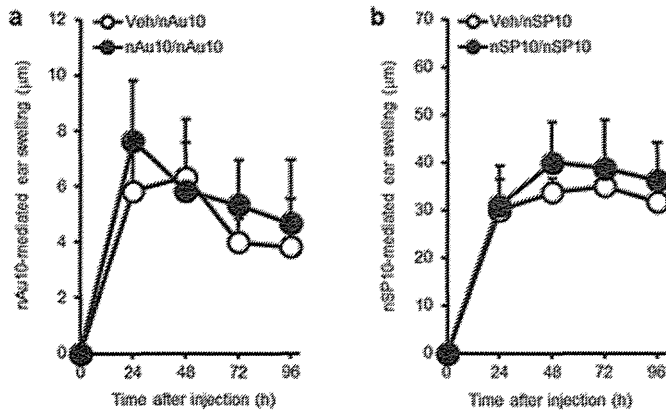 a
Veh/nAu10
nAu10/nAu10
nAu10-mediated ear swelling (μm)
12
10
8
6
4
2
0
0 24 48 72 96
Time after injection (h)
b
Veh/nSP10
nSP10/nSP10
nSP10-mediated ear swelling (μm)
70
60
50
40
30
20
10
0
0 24 48 72 96
Time after injection (h)